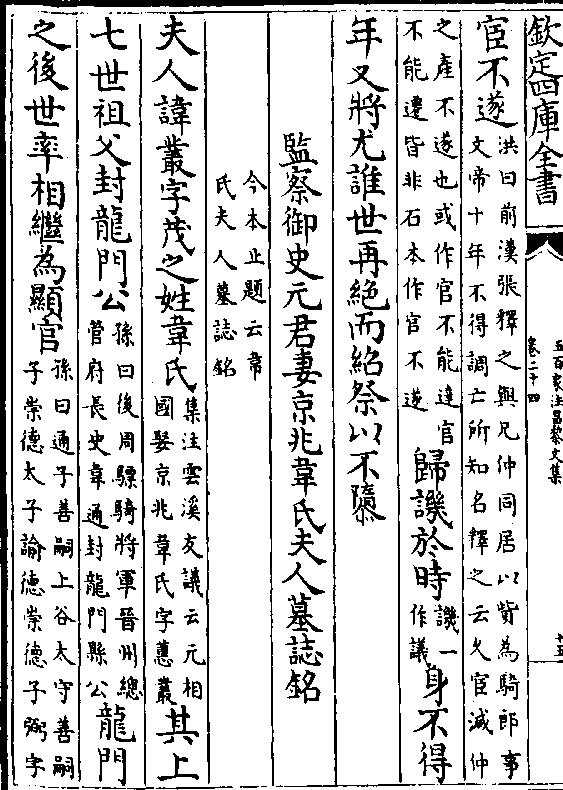 欽定四庫全書
五百家注昌黎文集
卷二十四
十五
宦不遂洪曰前漢張釋之與兄仲同居以貲為騎郎事
文帝十年不得調亡所知名釋之云久宦減仲
之產不遂也或作官不能達官
不能遷皆非石本作官不遂歸譏於時譏一
作議身不得
年又將尤誰世再絕而紹祭以不隳
監察御史元君妻京兆韋氏夫人墓誌銘
今本止題云韋
氏夫人墓誌銘
夫人諱叢字茂之姓韋氏集注雲溪友議云元相
國娶京兆韋氏字蕙叢其上
七世祖父封龍門公孫曰後周驃騎將軍晉州總
管府長史韋通封龍門縣公龍門
之後世率相繼為顯官孫曰通子善嗣上谷太守善嗣
子崇德太子諭德崇德子弼字